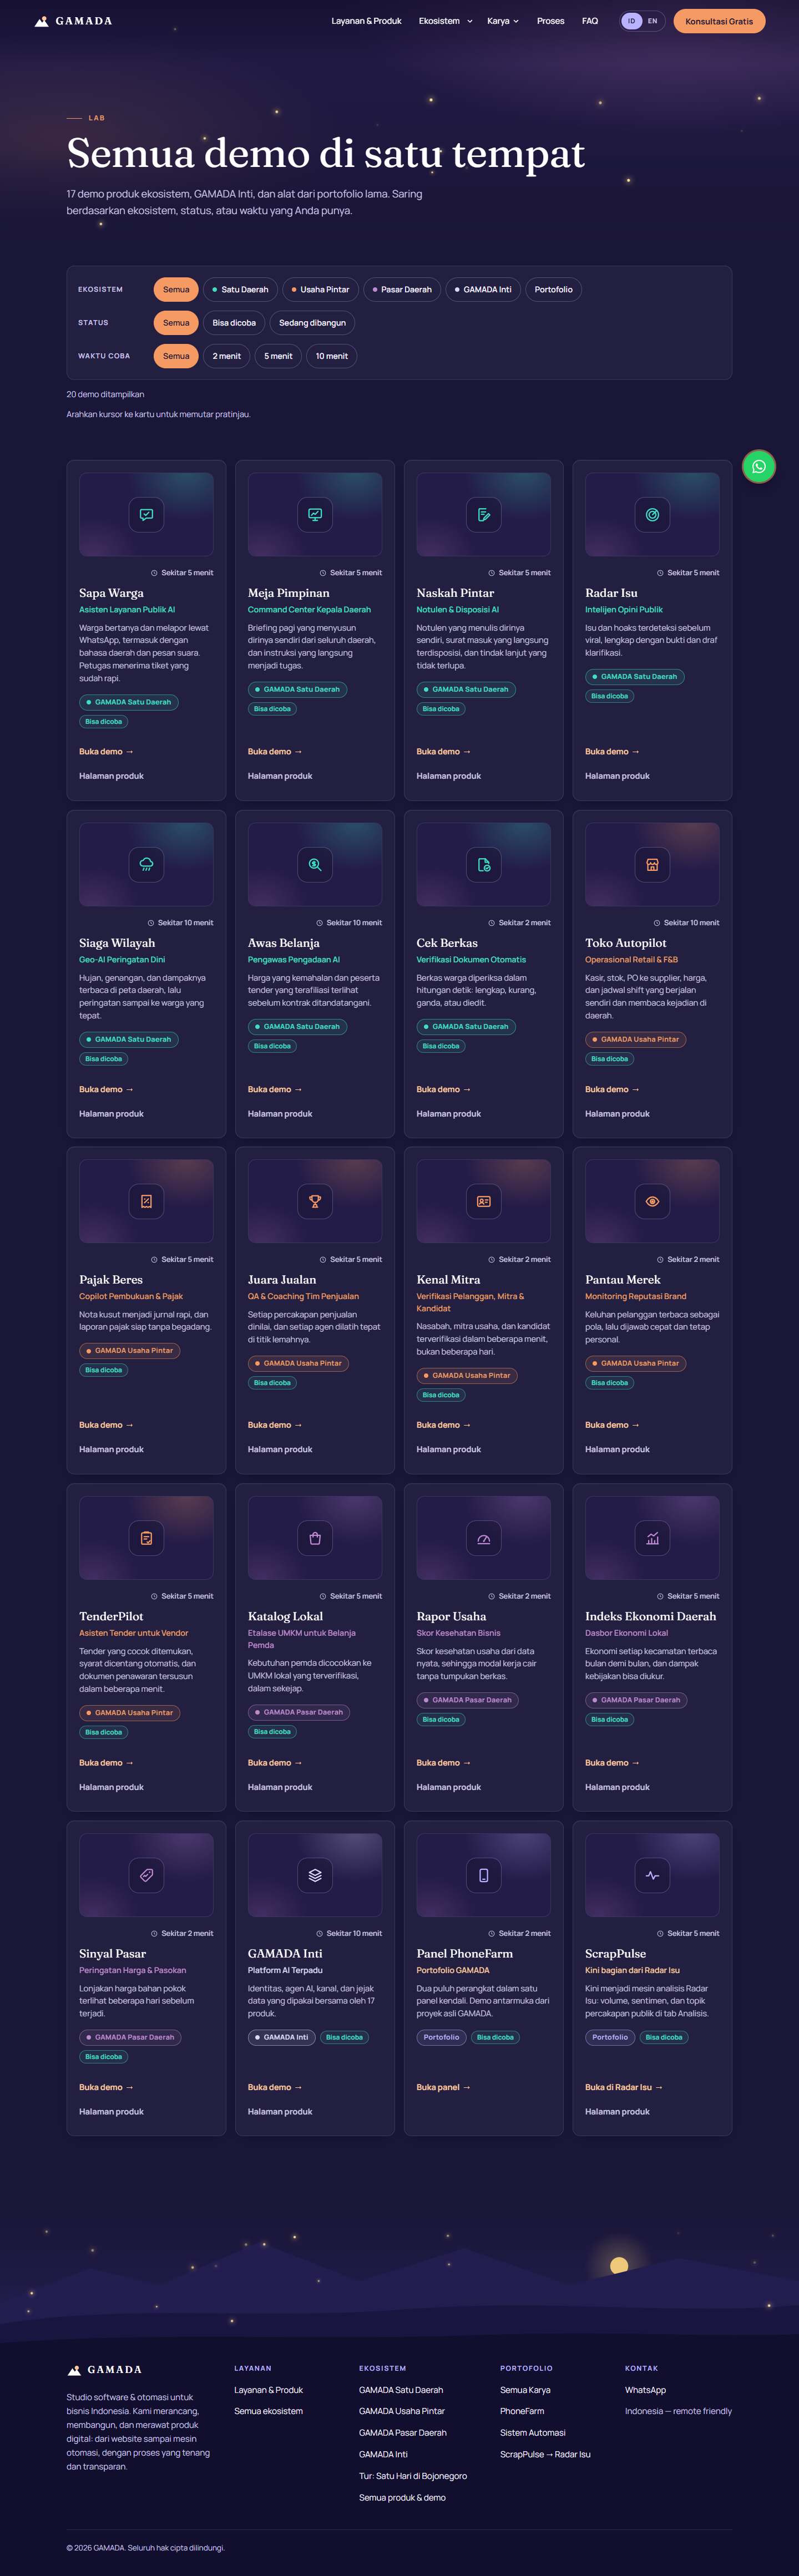 GAMADA
Layanan & Produk
Ekosistem
Karya
Proses
FAQ
ID
EN
Konsultasi Gratis
LAB
Semua demo di satu tempat
17 demo produk ekosistem, GAMADA Inti, dan alat dari portofolio lama. Saring
berdasarkan ekosistem, status, atau waktu yang Anda punya.
EKOSISTEM
Semua
Satu Daerah
Usaha Pintar
Pasar Daerah
GAMADA Inti
Portofolio
STATUS
Semua
Bisa dicoba
Sedang dibangun
WAKTU COBA
Semua
2 menit
5 menit
10 menit
20 demo ditampilkan
Arahkan kursor ke kartu untuk memutar pratinjau.
Sekitar 5 menit
Sapa Warga
Asisten Layanan Publik AI
Warga bertanya dan melapor lewat
WhatsApp, termasuk dengan
bahasa daerah dan pesan suara.
Petugas menerima tiket yang
sudah rapi.
GAMADA Satu Daerah
Bisa dicoba
Buka demo →
Halaman produk
Sekitar 5 menit
Meja Pimpinan
Command Center Kepala Daerah
Briefing pagi yang menyusun
dirinya sendiri dari seluruh daerah,
dan instruksi yang langsung
menjadi tugas.
GAMADA Satu Daerah
Bisa dicoba
Buka demo →
Halaman produk
Sekitar 5 menit
Naskah Pintar
Notulen & Disposisi AI
Notulen yang menulis dirinya
sendiri, surat masuk yang langsung
terdisposisi, dan tindak lanjut yang
tidak terlupa.
GAMADA Satu Daerah
Bisa dicoba
Buka demo →
Halaman produk
Sekitar 5 menit
Radar Isu
Intelijen Opini Publik
Isu dan hoaks terdeteksi sebelum
viral, lengkap dengan bukti dan draf
klarifikasi.
GAMADA Satu Daerah
Bisa dicoba
Buka demo →
Halaman produk
Sekitar 10 menit
Siaga Wilayah
Geo-AI Peringatan Dini
Hujan, genangan, dan dampaknya
terbaca di peta daerah, lalu
peringatan sampai ke warga yang
tepat.
GAMADA Satu Daerah
Bisa dicoba
Buka demo →
Halaman produk
Sekitar 10 menit
Awas Belanja
Pengawas Pengadaan AI
Harga yang kemahalan dan peserta
tender yang terafiliasi terlihat
sebelum kontrak ditandatangani.
GAMADA Satu Daerah
Bisa dicoba
Buka demo →
Halaman produk
Sekitar 2 menit
Cek Berkas
Verifikasi Dokumen Otomatis
Berkas warga diperiksa dalam
hitungan detik: lengkap, kurang,
ganda, atau diedit.
GAMADA Satu Daerah
Bisa dicoba
Buka demo →
Halaman produk
Sekitar 10 menit
Toko Autopilot
Operasional Retail & F&B
Kasir, stok, PO ke supplier, harga,
dan jadwal shift yang berjalan
sendiri dan membaca kejadian di
daerah.
GAMADA Usaha Pintar
Bisa dicoba
Buka demo →
Halaman produk
Sekitar 5 menit
Pajak Beres
Copilot Pembukuan & Pajak
Nota kusut menjadi jurnal rapi, dan
laporan pajak siap tanpa begadang.
GAMADA Usaha Pintar
Bisa dicoba
Buka demo →
Halaman produk
Sekitar 5 menit
Juara Jualan
QA & Coaching Tim Penjualan
Setiap percakapan penjualan
dinilai, dan setiap agen dilatih tepat
di titik lemahnya.
GAMADA Usaha Pintar
Bisa dicoba
Buka demo →
Halaman produk
Sekitar 2 menit
Kenal Mitra
Verifikasi Pelanggan, Mitra &
Kandidat
Nasabah, mitra usaha, dan kandidat
terverifikasi dalam beberapa menit,
bukan beberapa hari.
GAMADA Usaha Pintar
Bisa dicoba
Buka demo →
Halaman produk
Sekitar 2 menit
Pantau Merek
Monitoring Reputasi Brand
Keluhan pelanggan terbaca sebagai
pola, lalu dijawab cepat dan tetap
personal.
GAMADA Usaha Pintar
Bisa dicoba
Buka demo →
Halaman produk
Sekitar 5 menit
TenderPilot
Asisten Tender untuk Vendor
Tender yang cocok ditemukan,
syarat dicentang otomatis, dan
dokumen penawaran tersusun
dalam beberapa menit.
GAMADA Usaha Pintar
Bisa dicoba
Buka demo →
Halaman produk
Sekitar 5 menit
Katalog Lokal
Etalase UMKM untuk Belanja
Pemda
Kebutuhan pemda dicocokkan ke
UMKM lokal yang terverifikasi,
dalam sekejap.
GAMADA Pasar Daerah
Bisa dicoba
Buka demo →
Halaman produk
Sekitar 2 menit
Rapor Usaha
Skor Kesehatan Bisnis
Skor kesehatan usaha dari data
nyata, sehingga modal kerja cair
tanpa tumpukan berkas.
GAMADA Pasar Daerah
Bisa dicoba
Buka demo →
Halaman produk
Sekitar 5 menit
Indeks Ekonomi Daerah
Dasbor Ekonomi Lokal
Ekonomi setiap kecamatan terbaca
bulan demi bulan, dan dampak
kebijakan bisa diukur.
GAMADA Pasar Daerah
Bisa dicoba
Buka demo →
Halaman produk
Sekitar 2 menit
Sinyal Pasar
Peringatan Harga & Pasokan
Lonjakan harga bahan pokok
terlihat beberapa hari sebelum
terjadi.
GAMADA Pasar Daerah
Bisa dicoba
Buka demo →
Halaman produk
Sekitar 10 menit
GAMADA Inti
Platform AI Terpadu
Identitas, agen AI, kanal, dan jejak
data yang dipakai bersama oleh 17
produk.
GAMADA Inti
Bisa dicoba
Buka demo →
Halaman produk
Sekitar 2 menit
Panel PhoneFarm
Portofolio GAMADA
Dua puluh perangkat dalam satu
panel kendali. Demo antarmuka dari
proyek asli GAMADA.
Portofolio
Bisa dicoba
Buka panel →
Sekitar 5 menit
ScrapPulse
Kini bagian dari Radar Isu
Kini menjadi mesin analisis Radar
Isu: volume, sentimen, dan topik
percakapan publik di tab Analisis.
Portofolio
Bisa dicoba
Buka di Radar Isu →
Halaman produk
GAMADA
Studio software & otomasi untuk
bisnis Indonesia. Kami merancang,
membangun, dan merawat produk
digital: dari website sampai mesin
otomasi, dengan proses yang tenang
dan transparan.
LAYANAN
Layanan & Produk
Semua ekosistem
EKOSISTEM
GAMADA Satu Daerah
GAMADA Usaha Pintar
GAMADA Pasar Daerah
GAMADA Inti
Tur: Satu Hari di Bojonegoro
Semua produk & demo
PORTOFOLIO
Semua Karya
PhoneFarm
Sistem Automasi
ScrapPulse → Radar Isu
KONTAK
WhatsApp
Indonesia — remote friendly
© 2026 GAMADA. Seluruh hak cipta dilindungi.